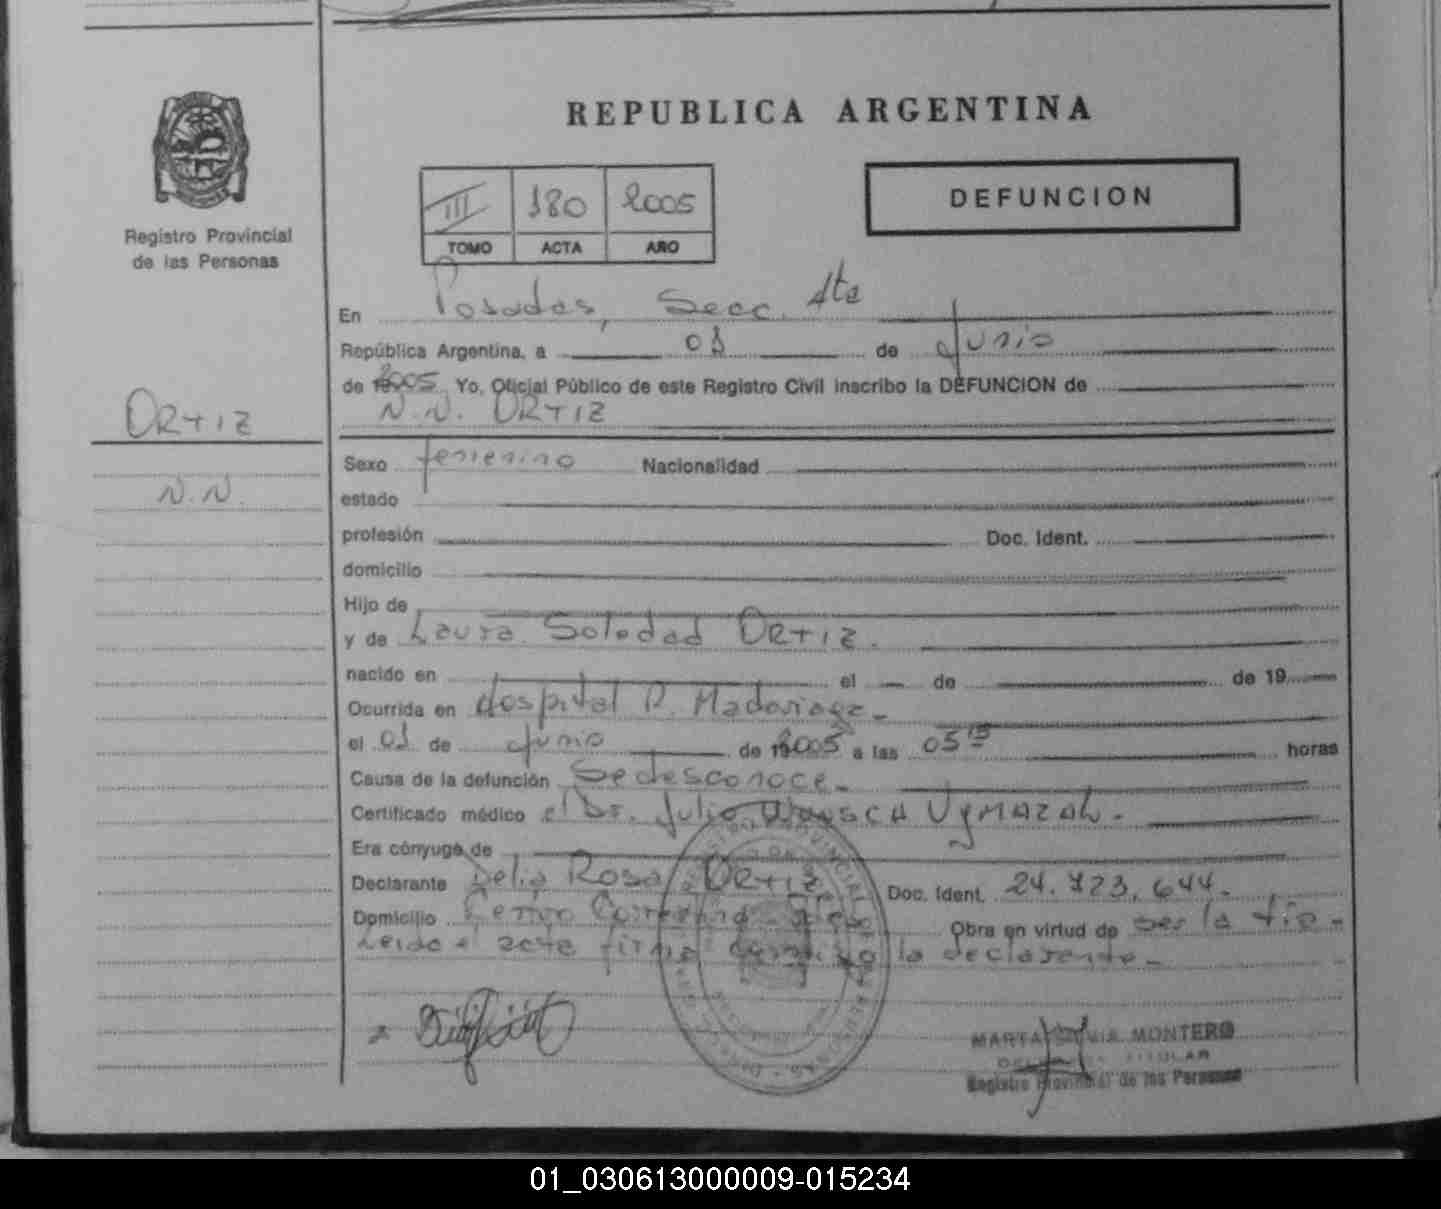 REPUBLICA ARGENTINA
Registro Provincial
de las Personas
III 180 2005
TOMO ACTA AÑO
DEFUNCION
En Posadas, Secc. 4ta
República Argentina, a 01 de Junio
de 2005 Yo, Oficial Público de este Registro Civil inscribo la DEFUNCION de
N.N. ORTIZ
ORTIZ
N.N.
Sexo femenino Nacionalidad
estado
profesión Doc. Ident.
domicilio
Hijo de
y de Laura Soledad ORTIZ.
nacido en el de de 19
Ocurrida en Hospital R. Madariaga-
el 01 de Junio de 2005 a las 05 15 horas
Causa de la defunción Se desconoce-
Certificado médico el Dr. Julio
Era cónyuge de
Declarante Delia Rosa ORTIZ Doc. Ident. 24.723.644.-
Domicilio Obra en virtud de ser la tía-
Leída el acta firma la declarante-
MARTA MONTERO
TITULAR
Registro Provincial de las Personas
01_030613000009-015234